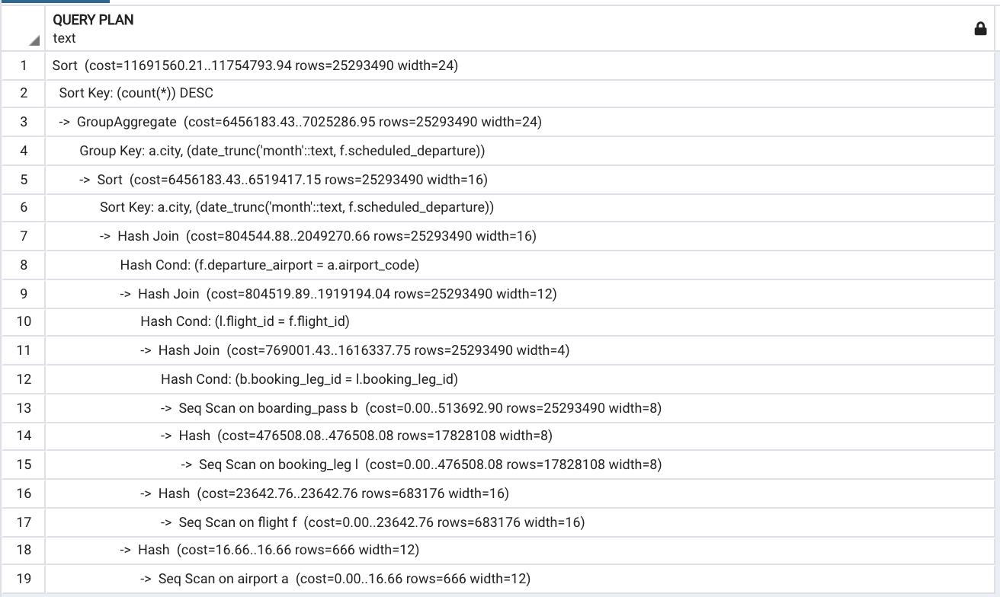 QUERY PLAN
text
1 Sort (cost=11691560.21..11754793.94 rows=25293490 width=24)
2 Sort Key: (count(*)) DESC
3 -> GroupAggregate (cost=6456183.43..7025286.95 rows=25293490 width=24)
4 Group Key: a.city, (date_trunc('month'::text, f.scheduled_departure))
5 -> Sort (cost=6456183.43..6519417.15 rows=25293490 width=16)
6 Sort Key: a.city, (date_trunc('month'::text, f.scheduled_departure))
7 -> Hash Join (cost=804544.88..2049270.66 rows=25293490 width=16)
8 Hash Cond: (f.departure_airport = a.airport_code)
9 -> Hash Join (cost=804519.89..1919194.04 rows=25293490 width=12)
10 Hash Cond: (l.flight_id = f.flight_id)
11 -> Hash Join (cost=769001.43..1616337.75 rows=25293490 width=4)
12 Hash Cond: (b.booking_leg_id = l.booking_leg_id)
13 -> Seq Scan on boarding_pass b (cost=0.00..513692.90 rows=25293490 width=8)
14 -> Hash (cost=476508.08..476508.08 rows=17828108 width=8)
15 -> Seq Scan on booking_leg l (cost=0.00..476508.08 rows=17828108 width=8)
16 -> Hash (cost=23642.76..23642.76 rows=683176 width=16)
17 -> Seq Scan on flight f (cost=0.00..23642.76 rows=683176 width=16)
18 -> Hash (cost=16.66..16.66 rows=666 width=12)
19 -> Seq Scan on airport a (cost=0.00..16.66 rows=666 width=12)